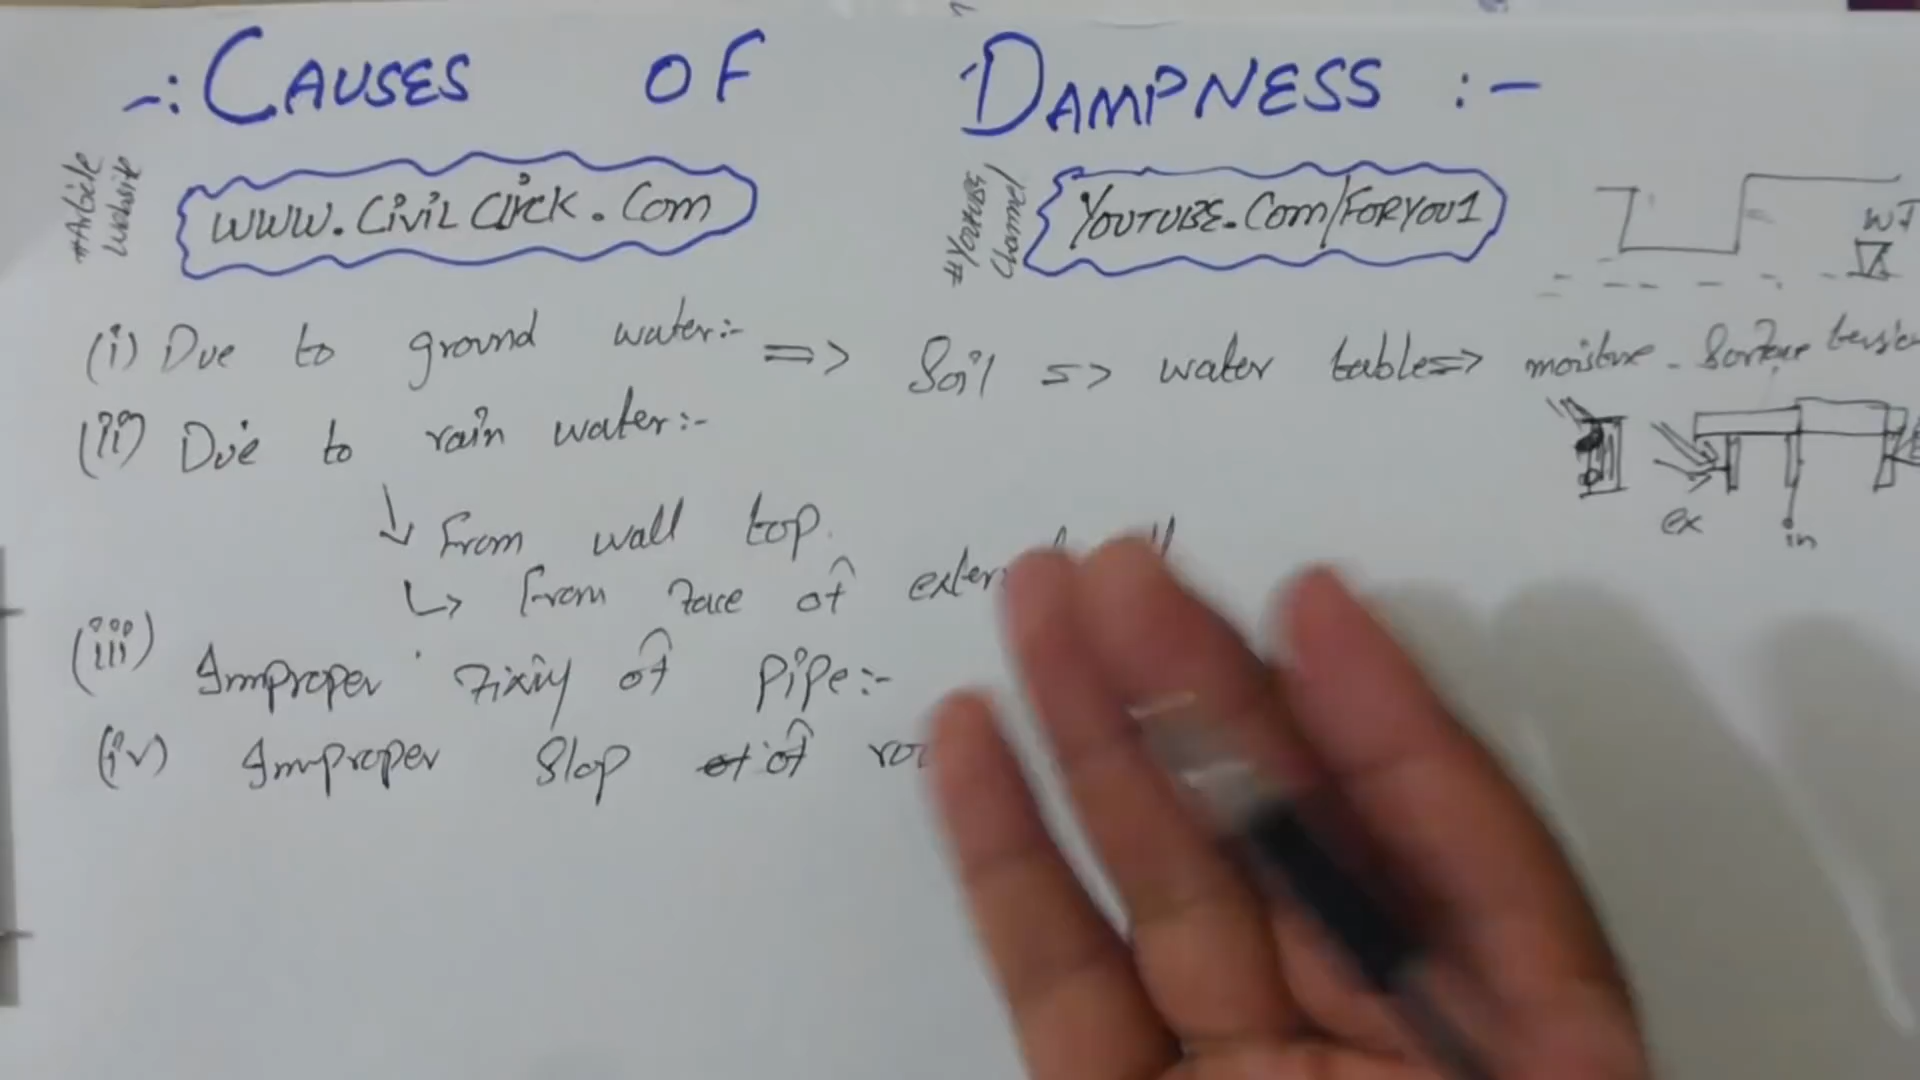 -: CAUSES OF DAMPNESS :-
#Article Website
www.CivilClick.Com
#Youtube Channel
YOUTUBE.Com/FORYOU1
WT
(i) Due to ground water:- => Soil => water table=> moisture - Surface
(ii) Due to rain water:-
ex
in
↓ From wall top.
↳ From face of
(iii) Improper fixing of pipe:-
(iv) Improper Slop of